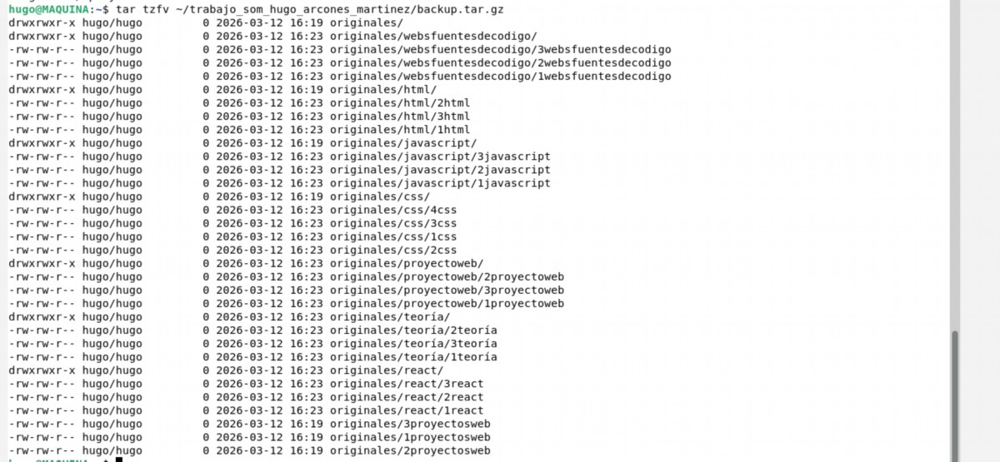 hugo@MAQUINA:~$ tar tzfv ~/trabajo_som_hugo_arcones_martinez/backup.tar.gz
drwxrwxr-x hugo/hugo         0 2026-03-12 16:19 originales/
drwxrwxr-x hugo/hugo         0 2026-03-12 16:23 originales/websfuentesdecodigo/
-rw-rw-r-- hugo/hugo         0 2026-03-12 16:23 originales/websfuentesdecodigo/3websfuentesdecodigo
-rw-rw-r-- hugo/hugo         0 2026-03-12 16:23 originales/websfuentesdecodigo/2websfuentesdecodigo
-rw-rw-r-- hugo/hugo         0 2026-03-12 16:23 originales/websfuentesdecodigo/1websfuentesdecodigo
drwxrwxr-x hugo/hugo         0 2026-03-12 16:19 originales/html/
-rw-rw-r-- hugo/hugo         0 2026-03-12 16:23 originales/html/2html
-rw-rw-r-- hugo/hugo         0 2026-03-12 16:23 originales/html/3html
-rw-rw-r-- hugo/hugo         0 2026-03-12 16:23 originales/html/1html
drwxrwxr-x hugo/hugo         0 2026-03-12 16:19 originales/javascript/
-rw-rw-r-- hugo/hugo         0 2026-03-12 16:23 originales/javascript/3javascript
-rw-rw-r-- hugo/hugo         0 2026-03-12 16:23 originales/javascript/2javascript
-rw-rw-r-- hugo/hugo         0 2026-03-12 16:23 originales/javascript/1javascript
drwxrwxr-x hugo/hugo         0 2026-03-12 16:19 originales/css/
-rw-rw-r-- hugo/hugo         0 2026-03-12 16:23 originales/css/4css
-rw-rw-r-- hugo/hugo         0 2026-03-12 16:23 originales/css/3css
-rw-rw-r-- hugo/hugo         0 2026-03-12 16:23 originales/css/1css
-rw-rw-r-- hugo/hugo         0 2026-03-12 16:23 originales/css/2css
drwxrwxr-x hugo/hugo         0 2026-03-12 16:23 originales/proyectoweb/
-rw-rw-r-- hugo/hugo         0 2026-03-12 16:23 originales/proyectoweb/2proyectoweb
-rw-rw-r-- hugo/hugo         0 2026-03-12 16:23 originales/proyectoweb/3proyectoweb
-rw-rw-r-- hugo/hugo         0 2026-03-12 16:23 originales/proyectoweb/1proyectoweb
drwxrwxr-x hugo/hugo         0 2026-03-12 16:23 originales/teoría/
-rw-rw-r-- hugo/hugo         0 2026-03-12 16:23 originales/teoría/2teoría
-rw-rw-r-- hugo/hugo         0 2026-03-12 16:23 originales/teoría/3teoría
-rw-rw-r-- hugo/hugo         0 2026-03-12 16:23 originales/teoría/1teoría
drwxrwxr-x hugo/hugo         0 2026-03-12 16:23 originales/react/
-rw-rw-r-- hugo/hugo         0 2026-03-12 16:23 originales/react/3react
-rw-rw-r-- hugo/hugo         0 2026-03-12 16:23 originales/react/2react
-rw-rw-r-- hugo/hugo         0 2026-03-12 16:23 originales/react/1react
-rw-rw-r-- hugo/hugo         0 2026-03-12 16:19 originales/3proyectosweb
-rw-rw-r-- hugo/hugo         0 2026-03-12 16:19 originales/1proyectosweb
-rw-rw-r-- hugo/hugo         0 2026-03-12 16:19 originales/2proyectosweb